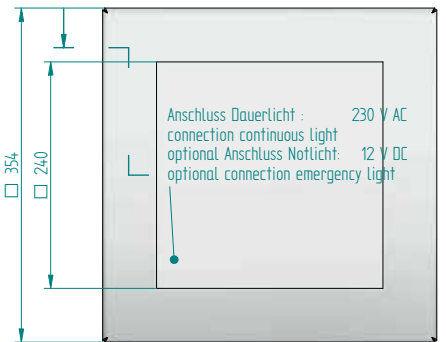 Anschluss Dauerlicht : 230 V AC
connection continuous light
optional Anschluss Notlicht: 12 V DC
optional connection emergency light
□ 354
□ 240